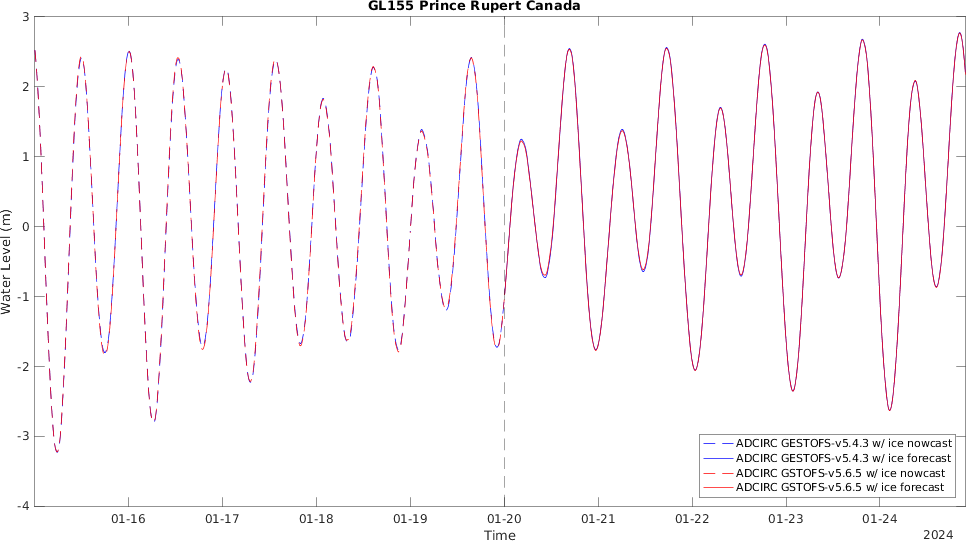 GL155 Prince Rupert Canada
3
2
1
0
-1
-2
-3
-4
Water Level (m)
ADCIRC GESTOFS-v5.4.3 w/ ice nowcast
ADCIRC GESTOFS-v5.4.3 w/ ice forecast
ADCIRC GSTOFS-v5.6.5 w/ ice nowcast
ADCIRC GSTOFS-v5.6.5 w/ ice forecast
01-16 01-17 01-18 01-19 01-20 01-21 01-22 01-23 01-24
Time
2024